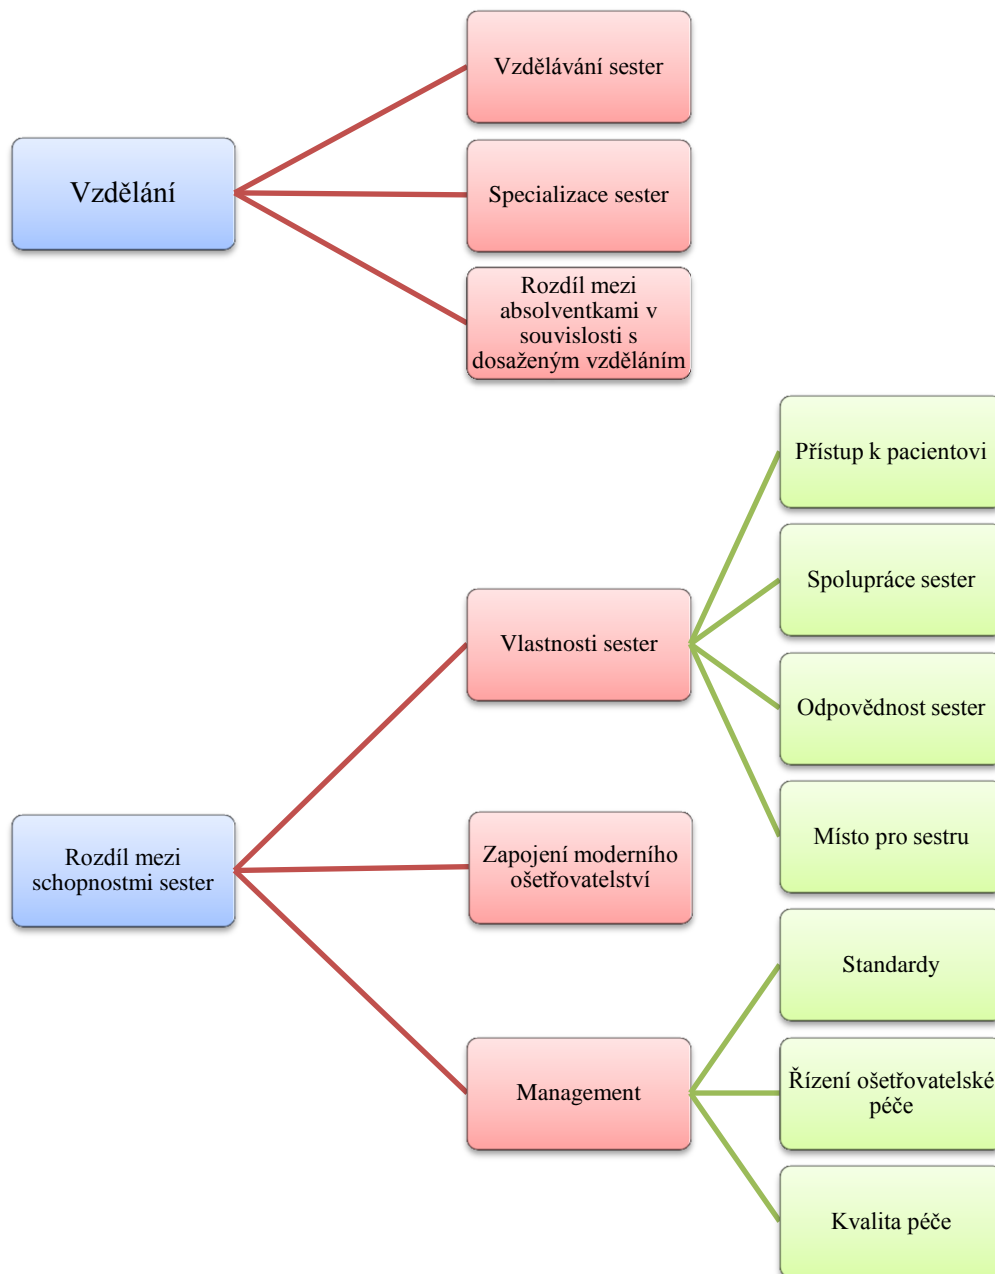 Vzdělávání sester
Vzdělání
Specializace sester
Rozdíl mezi
absolventkami v
souvislosti s
dosaženým vzděláním
Přístup k pacientovi
Spolupráce sester
Vlastnosti sester
Odpovědnost sester
Místo pro sestru
Rozdíl mezi
schopnostmi sester
Zapojení moderního
ošetřovatelství
Standardy
Management
Řízení ošetřovatelské
péče
Kvalita péče